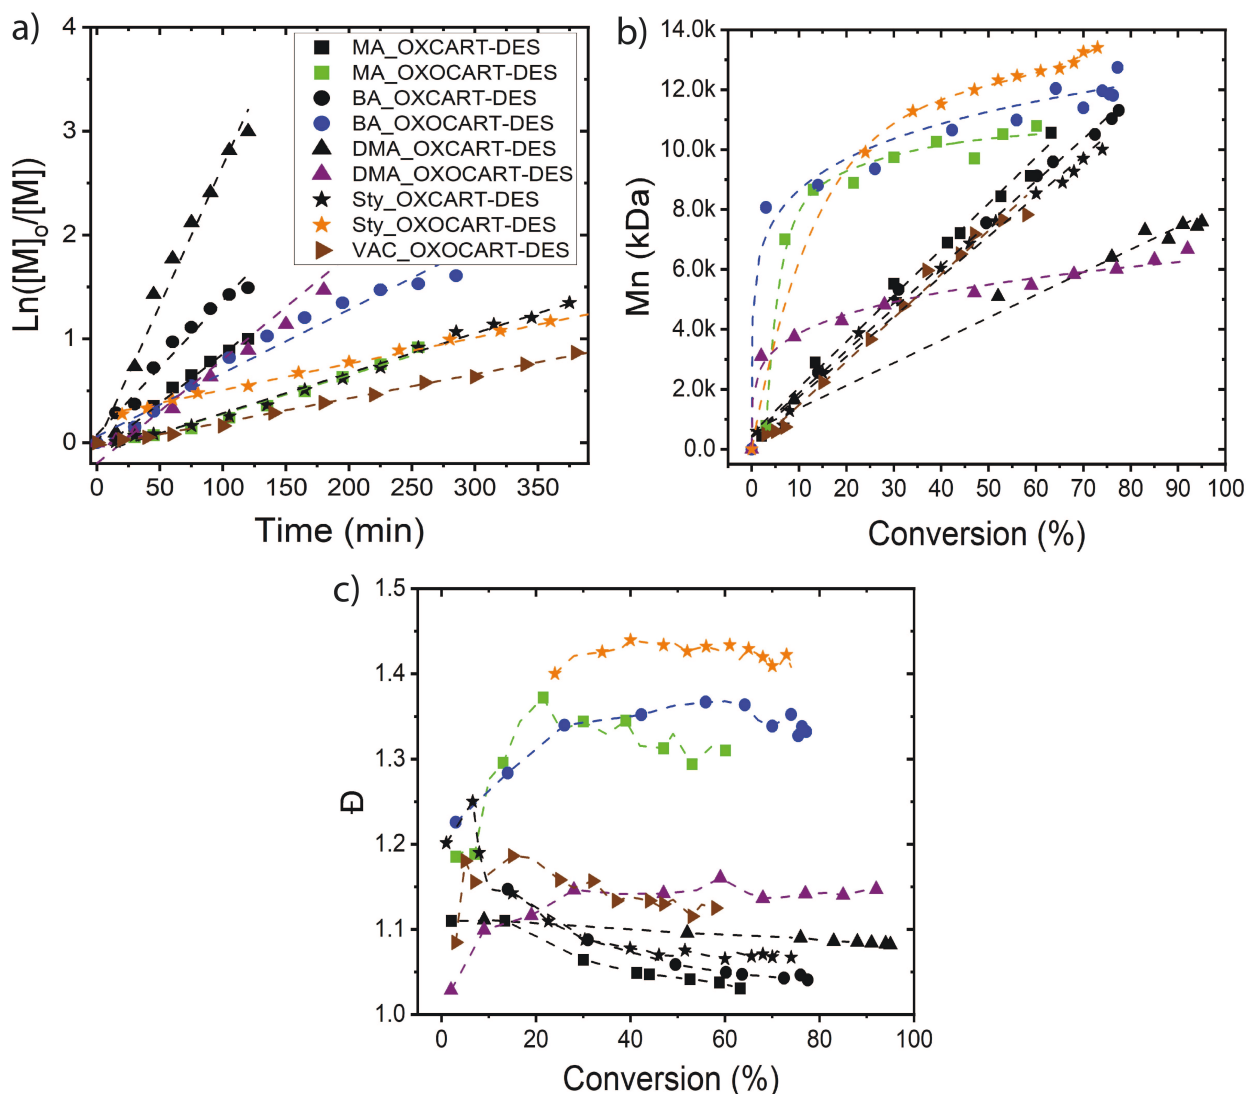 a)
Ln([M]₀/[M])
4
3
2
1
0
0 50 100 150 200 250 300 350
Time (min)
MA_OXCART-DES
MA_OXOCART-DES
BA_OXCART-DES
BA_OXOCART-DES
DMA_OXCART-DES
DMA_OXOCART-DES
Sty_OXCART-DES
Sty_OXOCART-DES
VAC_OXOCART-DES
b)
Mn (kDa)
14.0k
12.0k
10.0k
8.0k
6.0k
4.0k
2.0k
0.0
0 10 20 30 40 50 60 70 80 90 100
Conversion (%)
c)
Đ
1.5
1.4
1.3
1.2
1.1
1.0
0 20 40 60 80 100
Conversion (%)